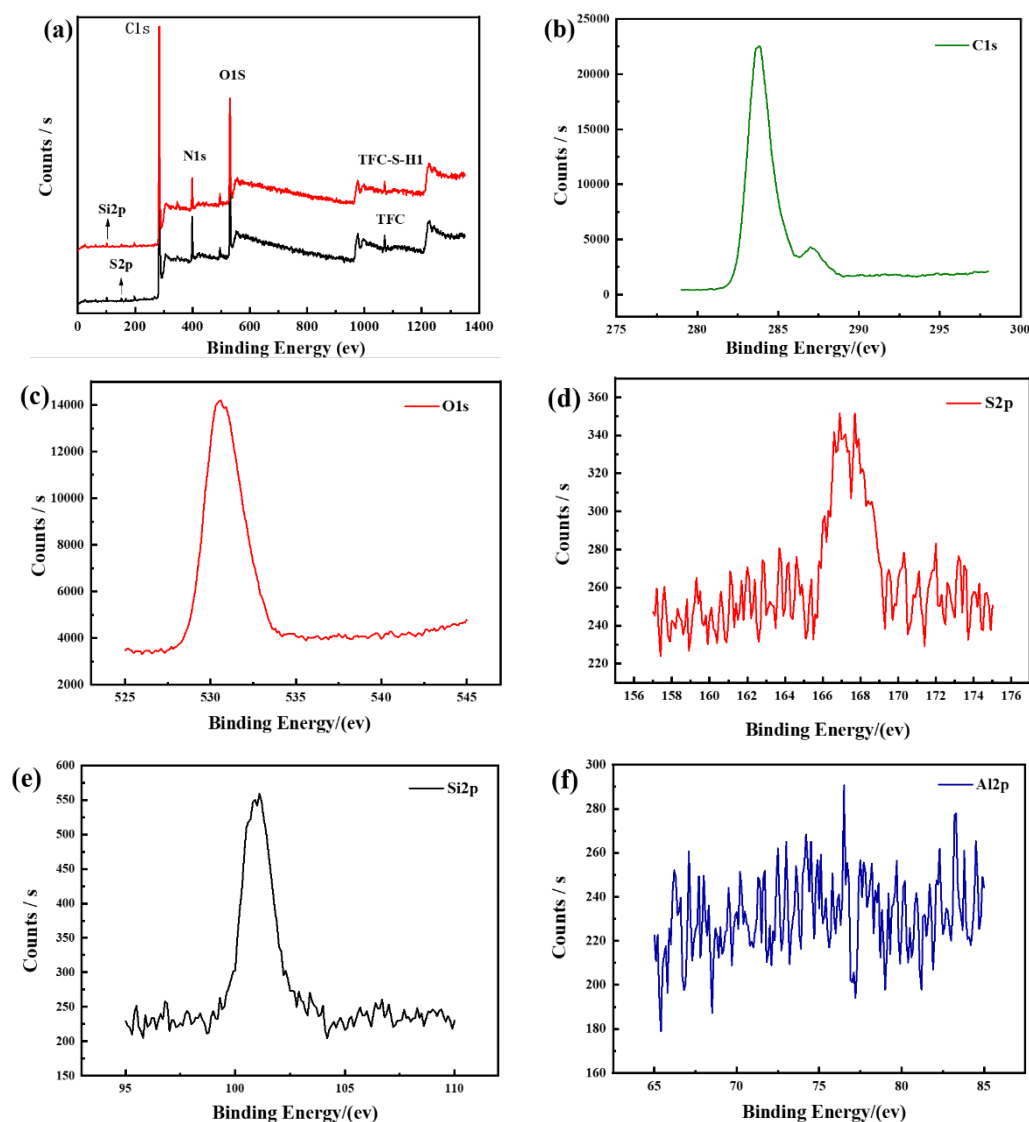 (a)
C1s
O1S
N1s
TFC-S-H1
Si2p
TFC
S2p
Counts / s
0 200 400 600 800 1000 1200 1400
Binding Energy (ev)
(b)
C1s
25000
20000
15000
10000
5000
0
Counts / s
275 280 285 290 295 300
Binding Energy/(ev)
(c)
O1s
14000
12000
10000
8000
6000
4000
2000
Counts / s
525 530 535 540 545
Binding Energy/(ev)
(d)
S2p
360
340
320
300
280
260
240
220
Counts / s
156 158 160 162 164 166 168 170 172 174 176
Binding Energy/(ev)
(e)
Si2p
600
550
500
450
400
350
300
250
200
150
Counts / s
95 100 105 110
Binding Energy/(ev)
(f)
Al2p
300
280
260
240
220
200
180
160
Counts / s
65 70 75 80 85
Binding Energy/(ev)